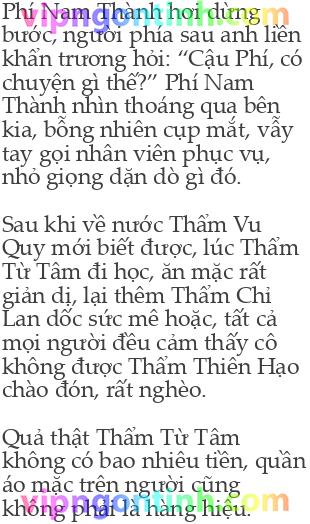 Phí Nam Thành hơi dừng
vipngontinh.com
bước, người phía sau anh liền
khẩn trương hỏi: “Cậu Phí, có
chuyện gì thế?” Phí Nam
Thành nhìn thoáng qua bên
kia, bỗng nhiên cụp mắt, vẫy
tay gọi nhân viên phục vụ,
nhỏ giọng dặn dò gì đó.
Sau khi về nước Thẩm Vu
Quy mới biết được, lúc Thẩm
Từ Tâm đi học, ăn mặc rất
giản dị, lại thêm Thẩm Chỉ
Lan dốc sức mê hoặc, tất cả
mọi người đều cảm thấy cô
không được Thẩm Thiên Hạo
chào đón, rất nghèo.
Quả thật Thẩm Từ Tâm
không có bao nhiêu tiền, quần
áo mặc trên người cũng
vipngontinh.com
không phải là hàng hiệu.